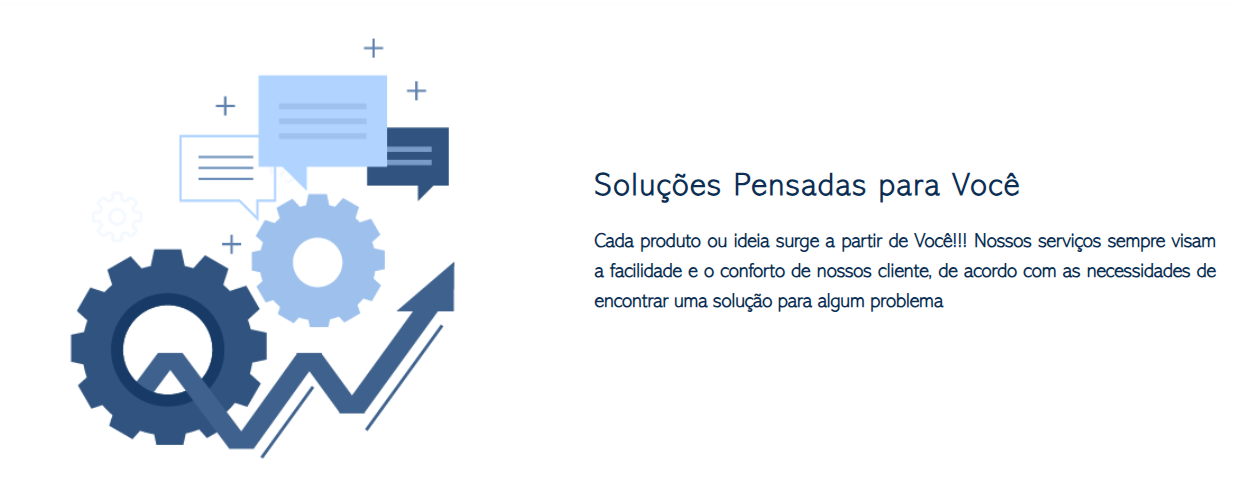 Soluções Pensadas para Você
Cada produto ou ideia surge a partir de Você!!! Nossos serviços sempre visam
a facilidade e o conforto de nossos cliente, de acordo com as necessidades de
encontrar uma solução para algum problema